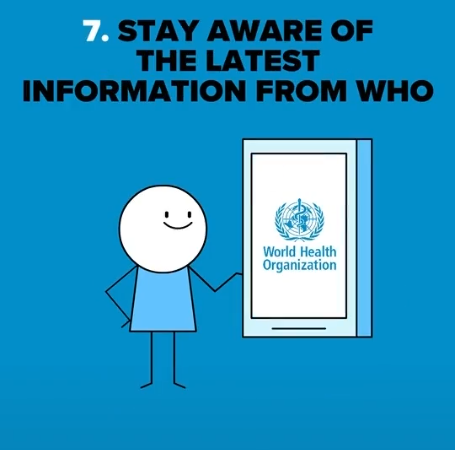 7. STAY AWARE OF
THE LATEST
INFORMATION FROM WHO
World Health
Organization